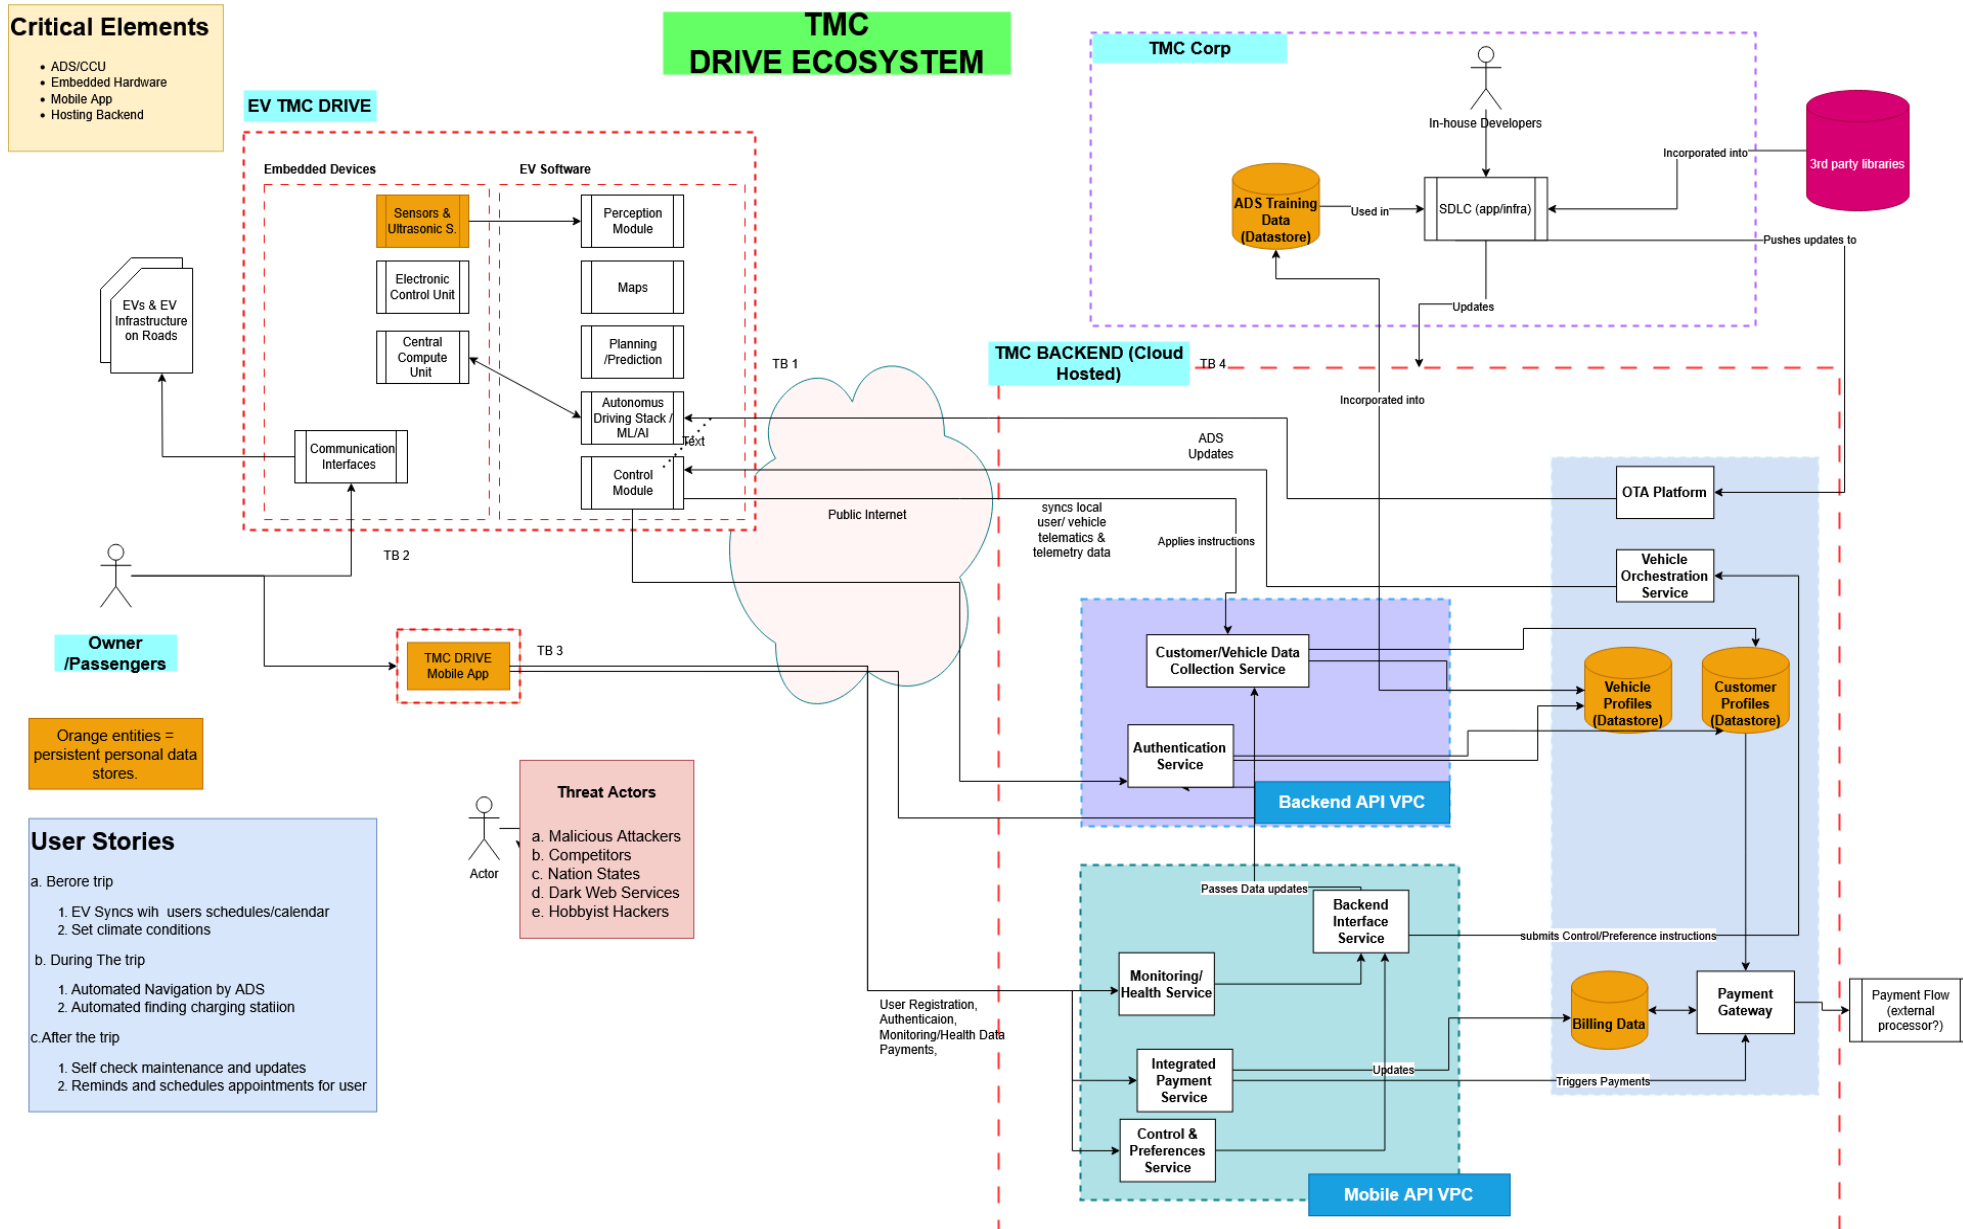 Critical Elements
• ADS/CCU
• Embedded Hardware
• Mobile App
• Hosting Backend
TMC
DRIVE ECOSYSTEM
EV TMC DRIVE
Embedded Devices
EV Software
Sensors &
Ultrasonic S.
Electronic
Control Unit
Central
Compute
Unit
Communication
Interfaces
Perception
Module
Maps
Planning
/Prediction
Autonomus
Driving Stack /
ML/AI
Text
Control
Module
EVs & EV
Infrastructure
on Roads
TB 1
TB 2
TB 3
TB 4
Owner
/Passengers
TMC DRIVE
Mobile App
Public Internet
TMC Corp
In-house Developers
ADS Training
Data
(Datastore)
Used in
SDLC (app/infra)
Incorporated into
3rd party libraries
Pushes updates to
Updates
TMC BACKEND (Cloud
Hosted)
Incorporated into
ADS
Updates
syncs local
user/ vehicle
telematics &
telemetry data
Applies instructions
OTA Platform
Vehicle
Orchestration
Service
Customer/Vehicle Data
Collection Service
Authentication
Service
Backend API VPC
Vehicle
Profiles
(Datastore)
Customer
Profiles
(Datastore)
Passes Data updates
Backend
Interface
Service
submits Control/Preference instructions
Monitoring/
Health Service
User Registration,
Authenticaion,
Monitoring/Health Data
Payments,
Integrated
Payment
Service
Updates
Triggers Payments
Control &
Preferences
Service
Mobile API VPC
Billing Data
Payment
Gateway
Payment Flow
(external
processor?)
Orange entities =
persistent personal data
stores.
User Stories
a. Berore trip
1. EV Syncs wih users schedules/calendar
2. Set climate conditions
b. During The trip
1. Automated Navigation by ADS
2. Automated finding charging statiion
c.After the trip
1. Self check maintenance and updates
2. Reminds and schedules appointments for user
Actor
Threat Actors
a. Malicious Attackers
b. Competitors
c. Nation States
d. Dark Web Services
e. Hobbyist Hackers